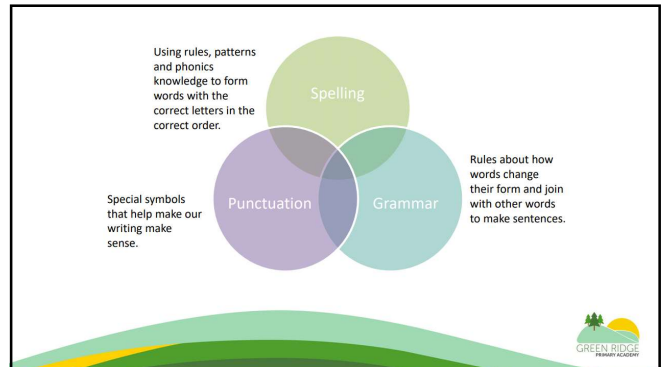 Using rules, patterns
and phonics
knowledge to form
words with the
correct letters in the
correct order.
Spelling
Special symbols
that help make our
writing make
sense.
Punctuation
Grammar
Rules about how
words change
their form and join
with other words
to make sentences.
GREEN RIDGE
PRIMARY ACADEMY